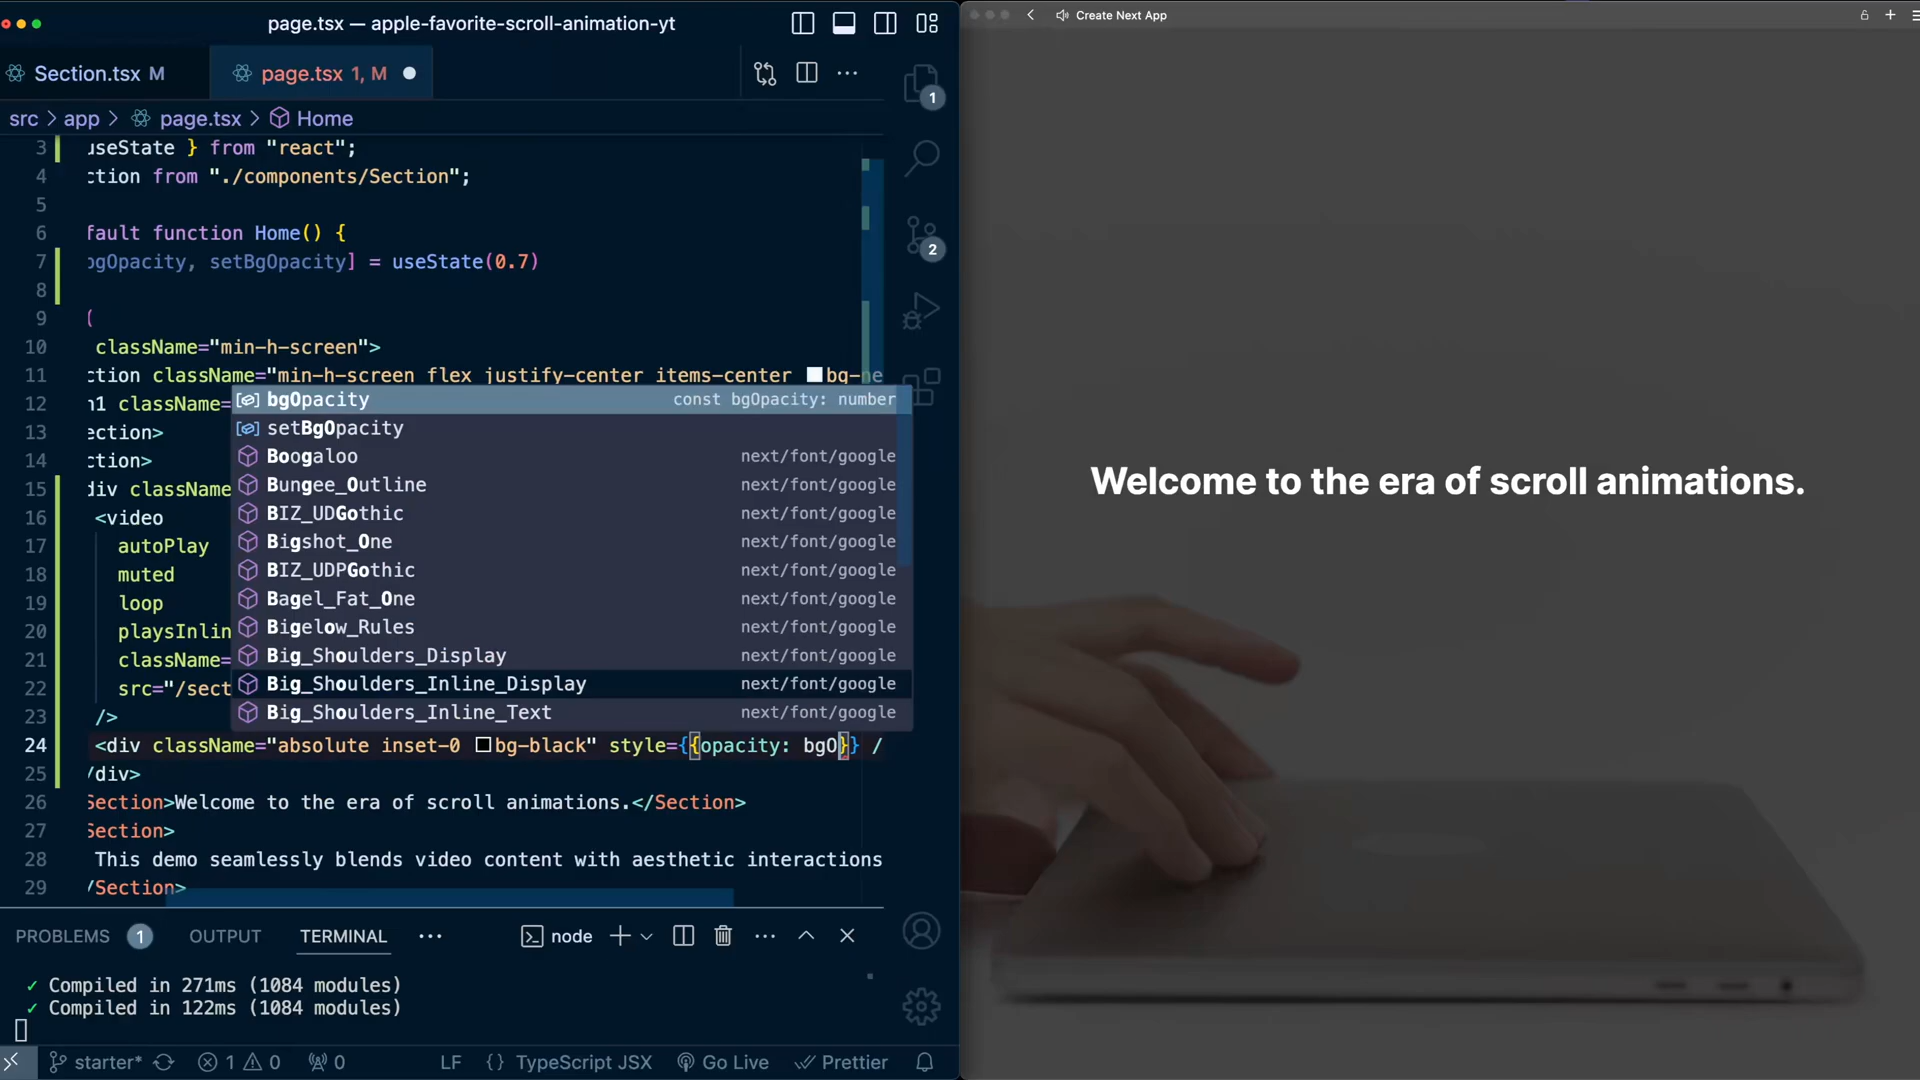 page.tsx — apple-favorite-scroll-animation-yt
Section.tsx M
page.tsx 1, M
src > app > page.tsx > Home
3 useState } from "react";
4 ction from "./components/Section";
5
6 fault function Home() {
7 bgOpacity, setBgOpacity] = useState(0.7)
8
9 (
10 className="min-h-screen">
11 ction className="min-h-screen flex justify-center items-center bg-ne
12 h1 className=
13 ection>
14 ction>
15 div className
16 <video
17 autoPlay
18 muted
19 loop
20 playsInlin
21 className=
22 src="/sect
23 />
24 <div className="absolute inset-0 bg-black" style={{opacity: bgO}} /
25 /div>
26 Section>Welcome to the era of scroll animations.</Section>
27 Section>
28 This demo seamlessly blends video content with aesthetic interactions
29 /Section>
bgOpacity const bgOpacity: number
setBgOpacity
Boogaloo next/font/google
Bungee_Outline next/font/google
BIZ_UDGothic next/font/google
Bigshot_One next/font/google
BIZ_UDPGothic next/font/google
Bagel_Fat_One next/font/google
Bigelow_Rules next/font/google
Big_Shoulders_Display next/font/google
Big_Shoulders_Inline_Display next/font/google
Big_Shoulders_Inline_Text next/font/google
1
2
PROBLEMS 1 OUTPUT TERMINAL ··· node
✓ Compiled in 271ms (1084 modules)
✓ Compiled in 122ms (1084 modules)
starter* 1 0 0 LF {} TypeScript JSX Go Live Prettier
Create Next App
Welcome to the era of scroll animations.